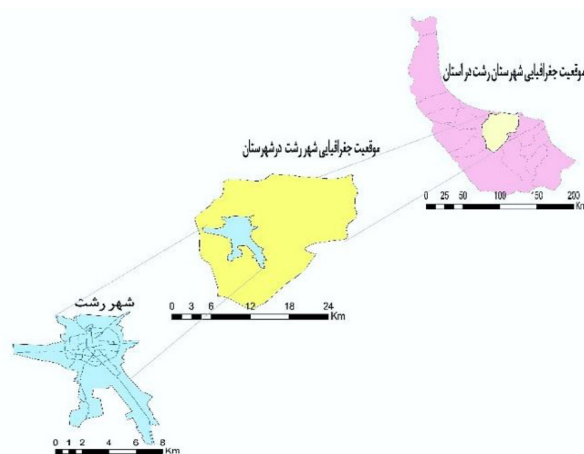 موقعیت جغرافیایی شهرستان رشت در استان
0 25 50 100 150 200
Km
موقعیت جغرافیایی شهر رشت در شهرستان
0 3 6 12 18 24
Km
شهر رشت
0 1 2 4 6 8
Km